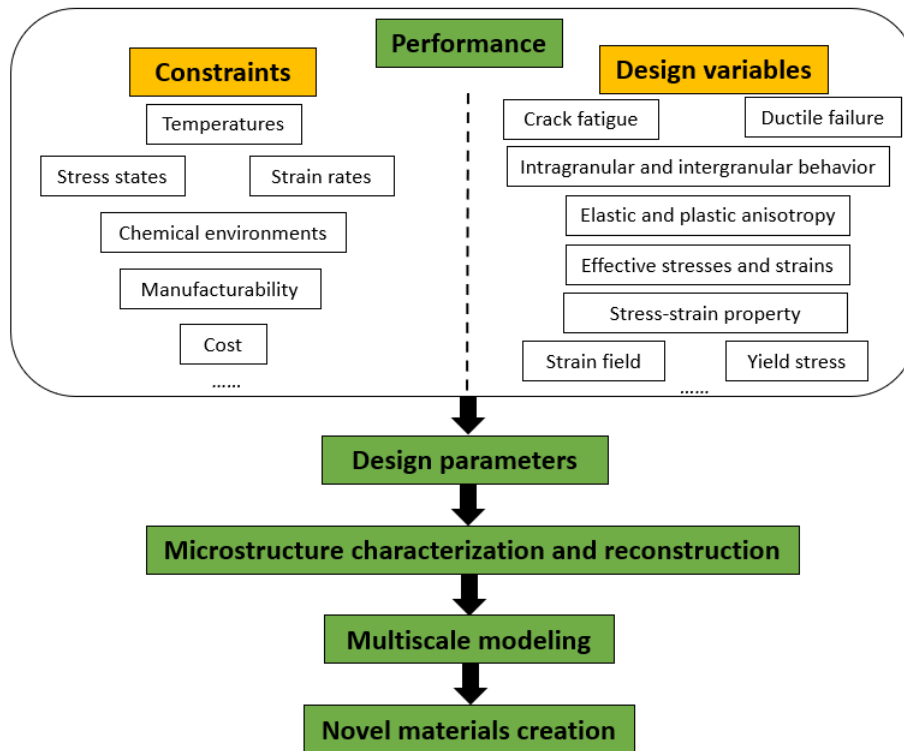 Performance
Constraints
Temperatures
Stress states
Strain rates
Chemical environments
Manufacturability
Cost
......
Design variables
Crack fatigue
Ductile failure
Intragranular and intergranular behavior
Elastic and plastic anisotropy
Effective stresses and strains
Stress-strain property
Strain field
Yield stress
......
Design parameters
Microstructure characterization and reconstruction
Multiscale modeling
Novel materials creation